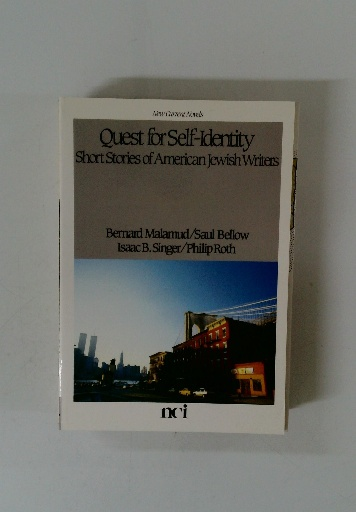 New Current Novels
Quest for Self-Identity
Short Stories of American Jewish Writers
Bernard Malamud/Saul Bellow
Isaac B. Singer/Philip Roth
nci